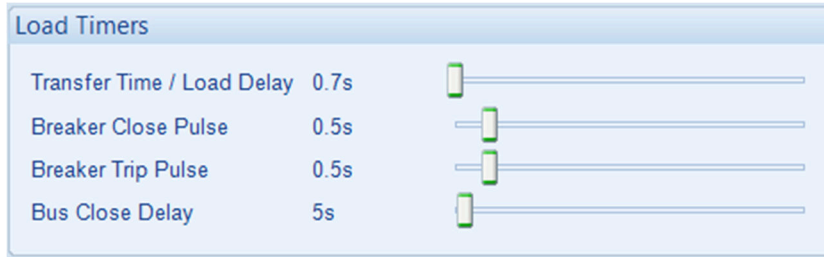 Load Timers
Transfer Time / Load Delay 0.7s
Breaker Close Pulse 0.5s
Breaker Trip Pulse 0.5s
Bus Close Delay 5s